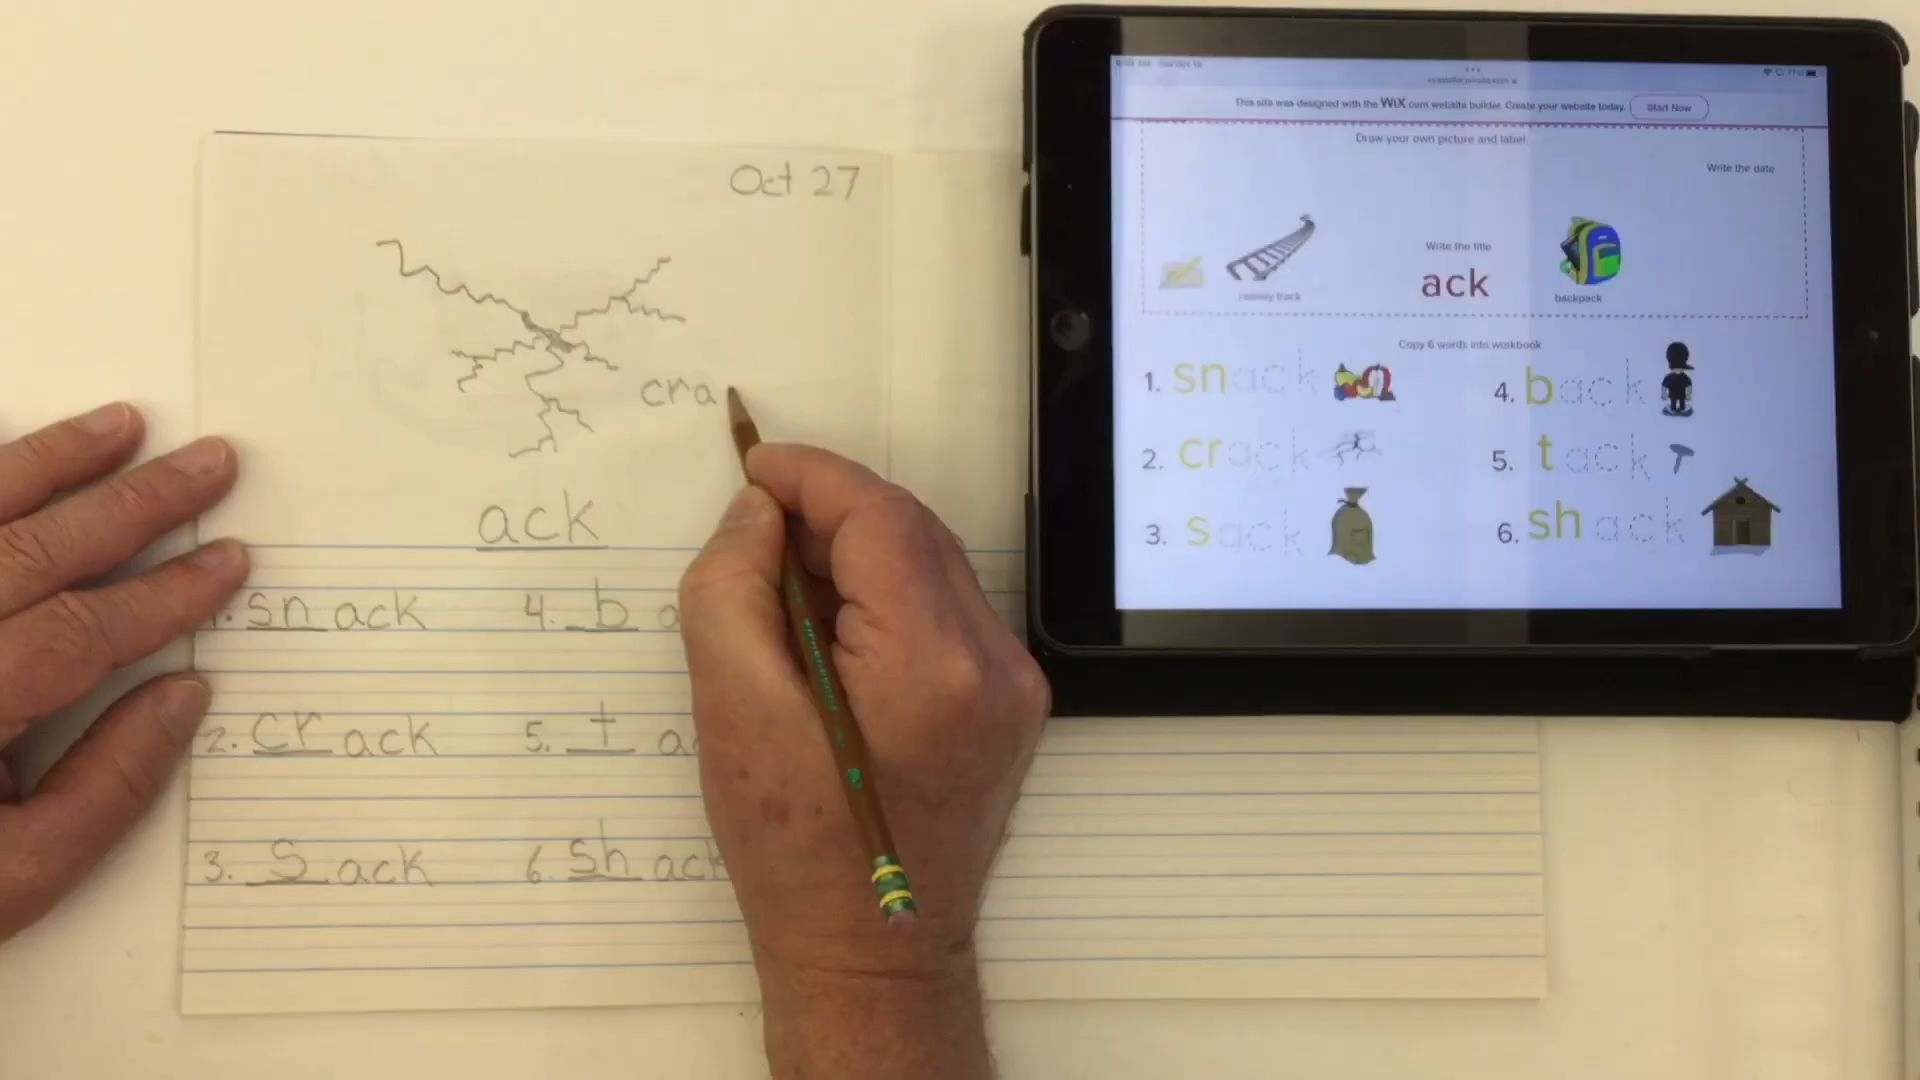 Oct 27
cra
ack
1. sn ack 4. b a
2. cr ack 5. t a
3. s ack 6. sh ack
This site was designed with the WiX.com website builder. Create your website today. Start Now
Draw your own picture and label.
Write the date
Write the title
ack
railway track
backpack
Copy 6 words into workbook
1. snack 4. back
2. crack 5. tack
3. sack 6. shack